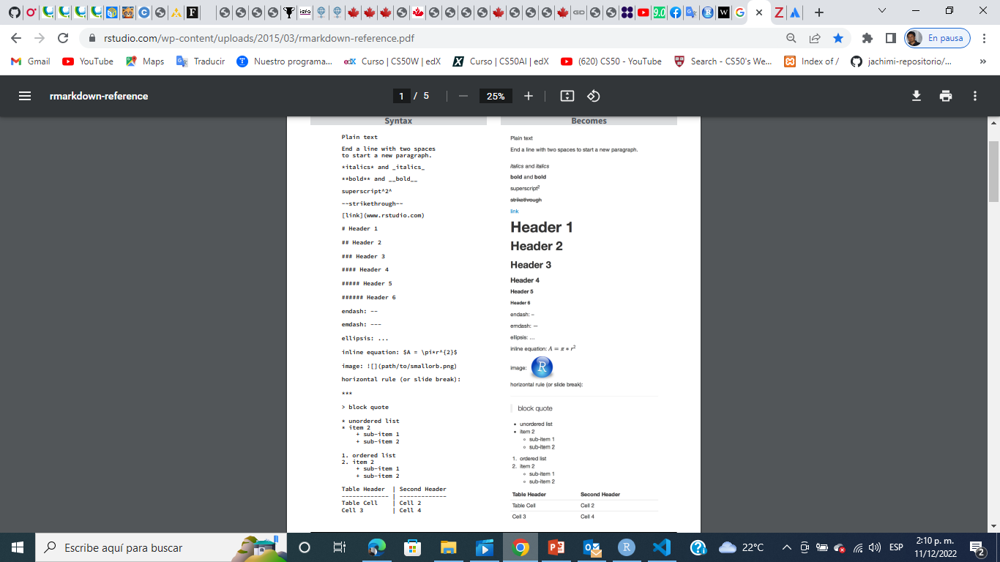 rstudio.com/wp-content/uploads/2015/03/rmarkdown-reference.pdf
En pausa
Gmail
YouTube
Maps
Traducir
Nuestro programa...
edX Curso | CS50W | edX
Curso | CS50AI | edX
(620) CS50 - YouTube
Search - CS50's We...
Index of /
jachimi-repositorio/...
»
rmarkdown-reference
1 / 5
25%
Syntax
Plain text
End a line with two spaces
to start a new paragraph.
*italics* and _italics_
**bold** and __bold__
superscript^2^
~~strikethrough~~
[link](www.rstudio.com)
# Header 1
## Header 2
### Header 3
#### Header 4
##### Header 5
###### Header 6
endash: --
emdash: ---
ellipsis: ...
inline equation: $A = \pi*r^{2}$
image: ![](path/to/smallorb.png)
horizontal rule (or slide break):
***
> block quote
* unordered list
* item 2
+ sub-item 1
+ sub-item 2
1. ordered list
2. item 2
+ sub-item 1
+ sub-item 2
Table Header | Second Header
------------- | -------------
Table Cell | Cell 2
Cell 3 | Cell 4
Becomes
Plain text
End a line with two spaces to start a new paragraph.
italics and italics
bold and bold
superscript²
strikethrough
link
Header 1
Header 2
Header 3
Header 4
Header 5
Header 6
endash: –
emdash: —
ellipsis: …
inline equation: A = π * r²
image: R
horizontal rule (or slide break):
block quote
• unordered list
• item 2
◦ sub-item 1
◦ sub-item 2
1. ordered list
2. item 2
◦ sub-item 1
◦ sub-item 2
Table Header Second Header
Table Cell Cell 2
Cell 3 Cell 4
Escribe aquí para buscar
22°C
ESP
2:10 p. m.
11/12/2022
2